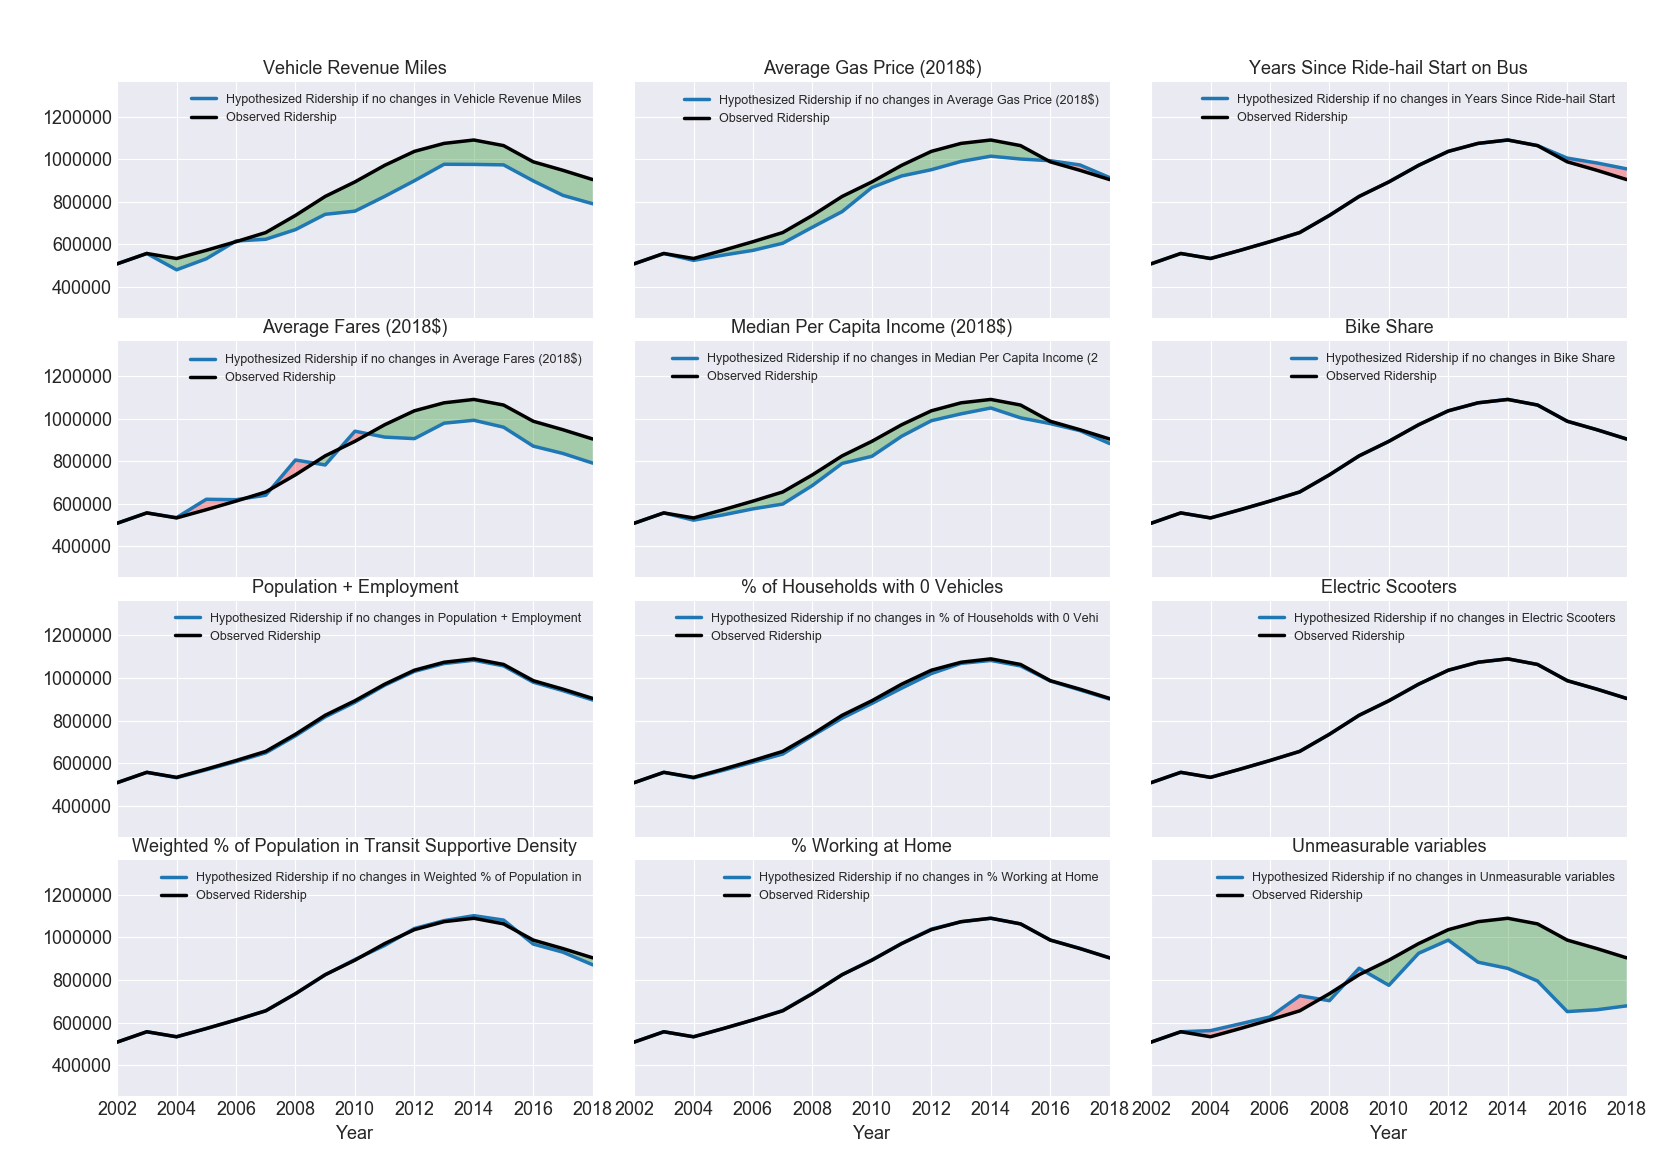 Vehicle Revenue Miles
Hypothesized Ridership if no changes in Vehicle Revenue Miles
Observed Ridership
1200000
1000000
800000
600000
400000
Average Gas Price (2018$)
Hypothesized Ridership if no changes in Average Gas Price (2018$)
Observed Ridership
Years Since Ride-hail Start on Bus
Hypothesized Ridership if no changes in Years Since Ride-hail Start
Observed Ridership
Average Fares (2018$)
Hypothesized Ridership if no changes in Average Fares (2018$)
Observed Ridership
1200000
1000000
800000
600000
400000
Median Per Capita Income (2018$)
Hypothesized Ridership if no changes in Median Per Capita Income (2
Observed Ridership
Bike Share
Hypothesized Ridership if no changes in Bike Share
Observed Ridership
Population + Employment
Hypothesized Ridership if no changes in Population + Employment
Observed Ridership
1200000
1000000
800000
600000
400000
% of Households with 0 Vehicles
Hypothesized Ridership if no changes in % of Households with 0 Vehi
Observed Ridership
Electric Scooters
Hypothesized Ridership if no changes in Electric Scooters
Observed Ridership
Weighted % of Population in Transit Supportive Density
Hypothesized Ridership if no changes in Weighted % of Population in
Observed Ridership
1200000
1000000
800000
600000
400000
2002 2004 2006 2008 2010 2012 2014 2016 2018
Year
% Working at Home
Hypothesized Ridership if no changes in % Working at Home
Observed Ridership
2002 2004 2006 2008 2010 2012 2014 2016 2018
Year
Unmeasurable variables
Hypothesized Ridership if no changes in Unmeasurable variables
Observed Ridership
2002 2004 2006 2008 2010 2012 2014 2016 2018
Year